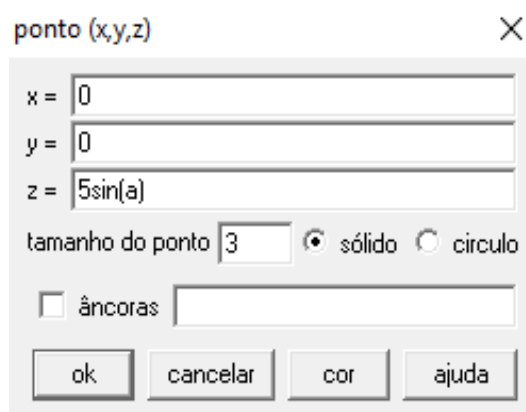 ponto (x,y,z)
x = 0
y = 0
z = 5sin(a)
tamanho do ponto 3 sólido circulo
âncoras
ok cancelar cor ajuda